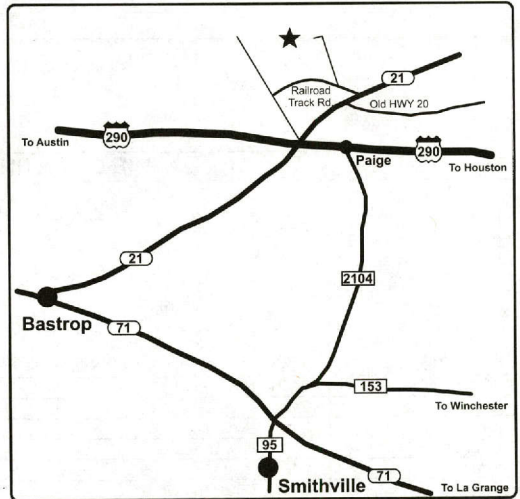 21
Railroad
Track Rd.
Old HWY 20
To Austin
290
Paige
290
To Houston
21
2104
Bastrop
71
153
To Winchester
95
Smithville
71
To La Grange